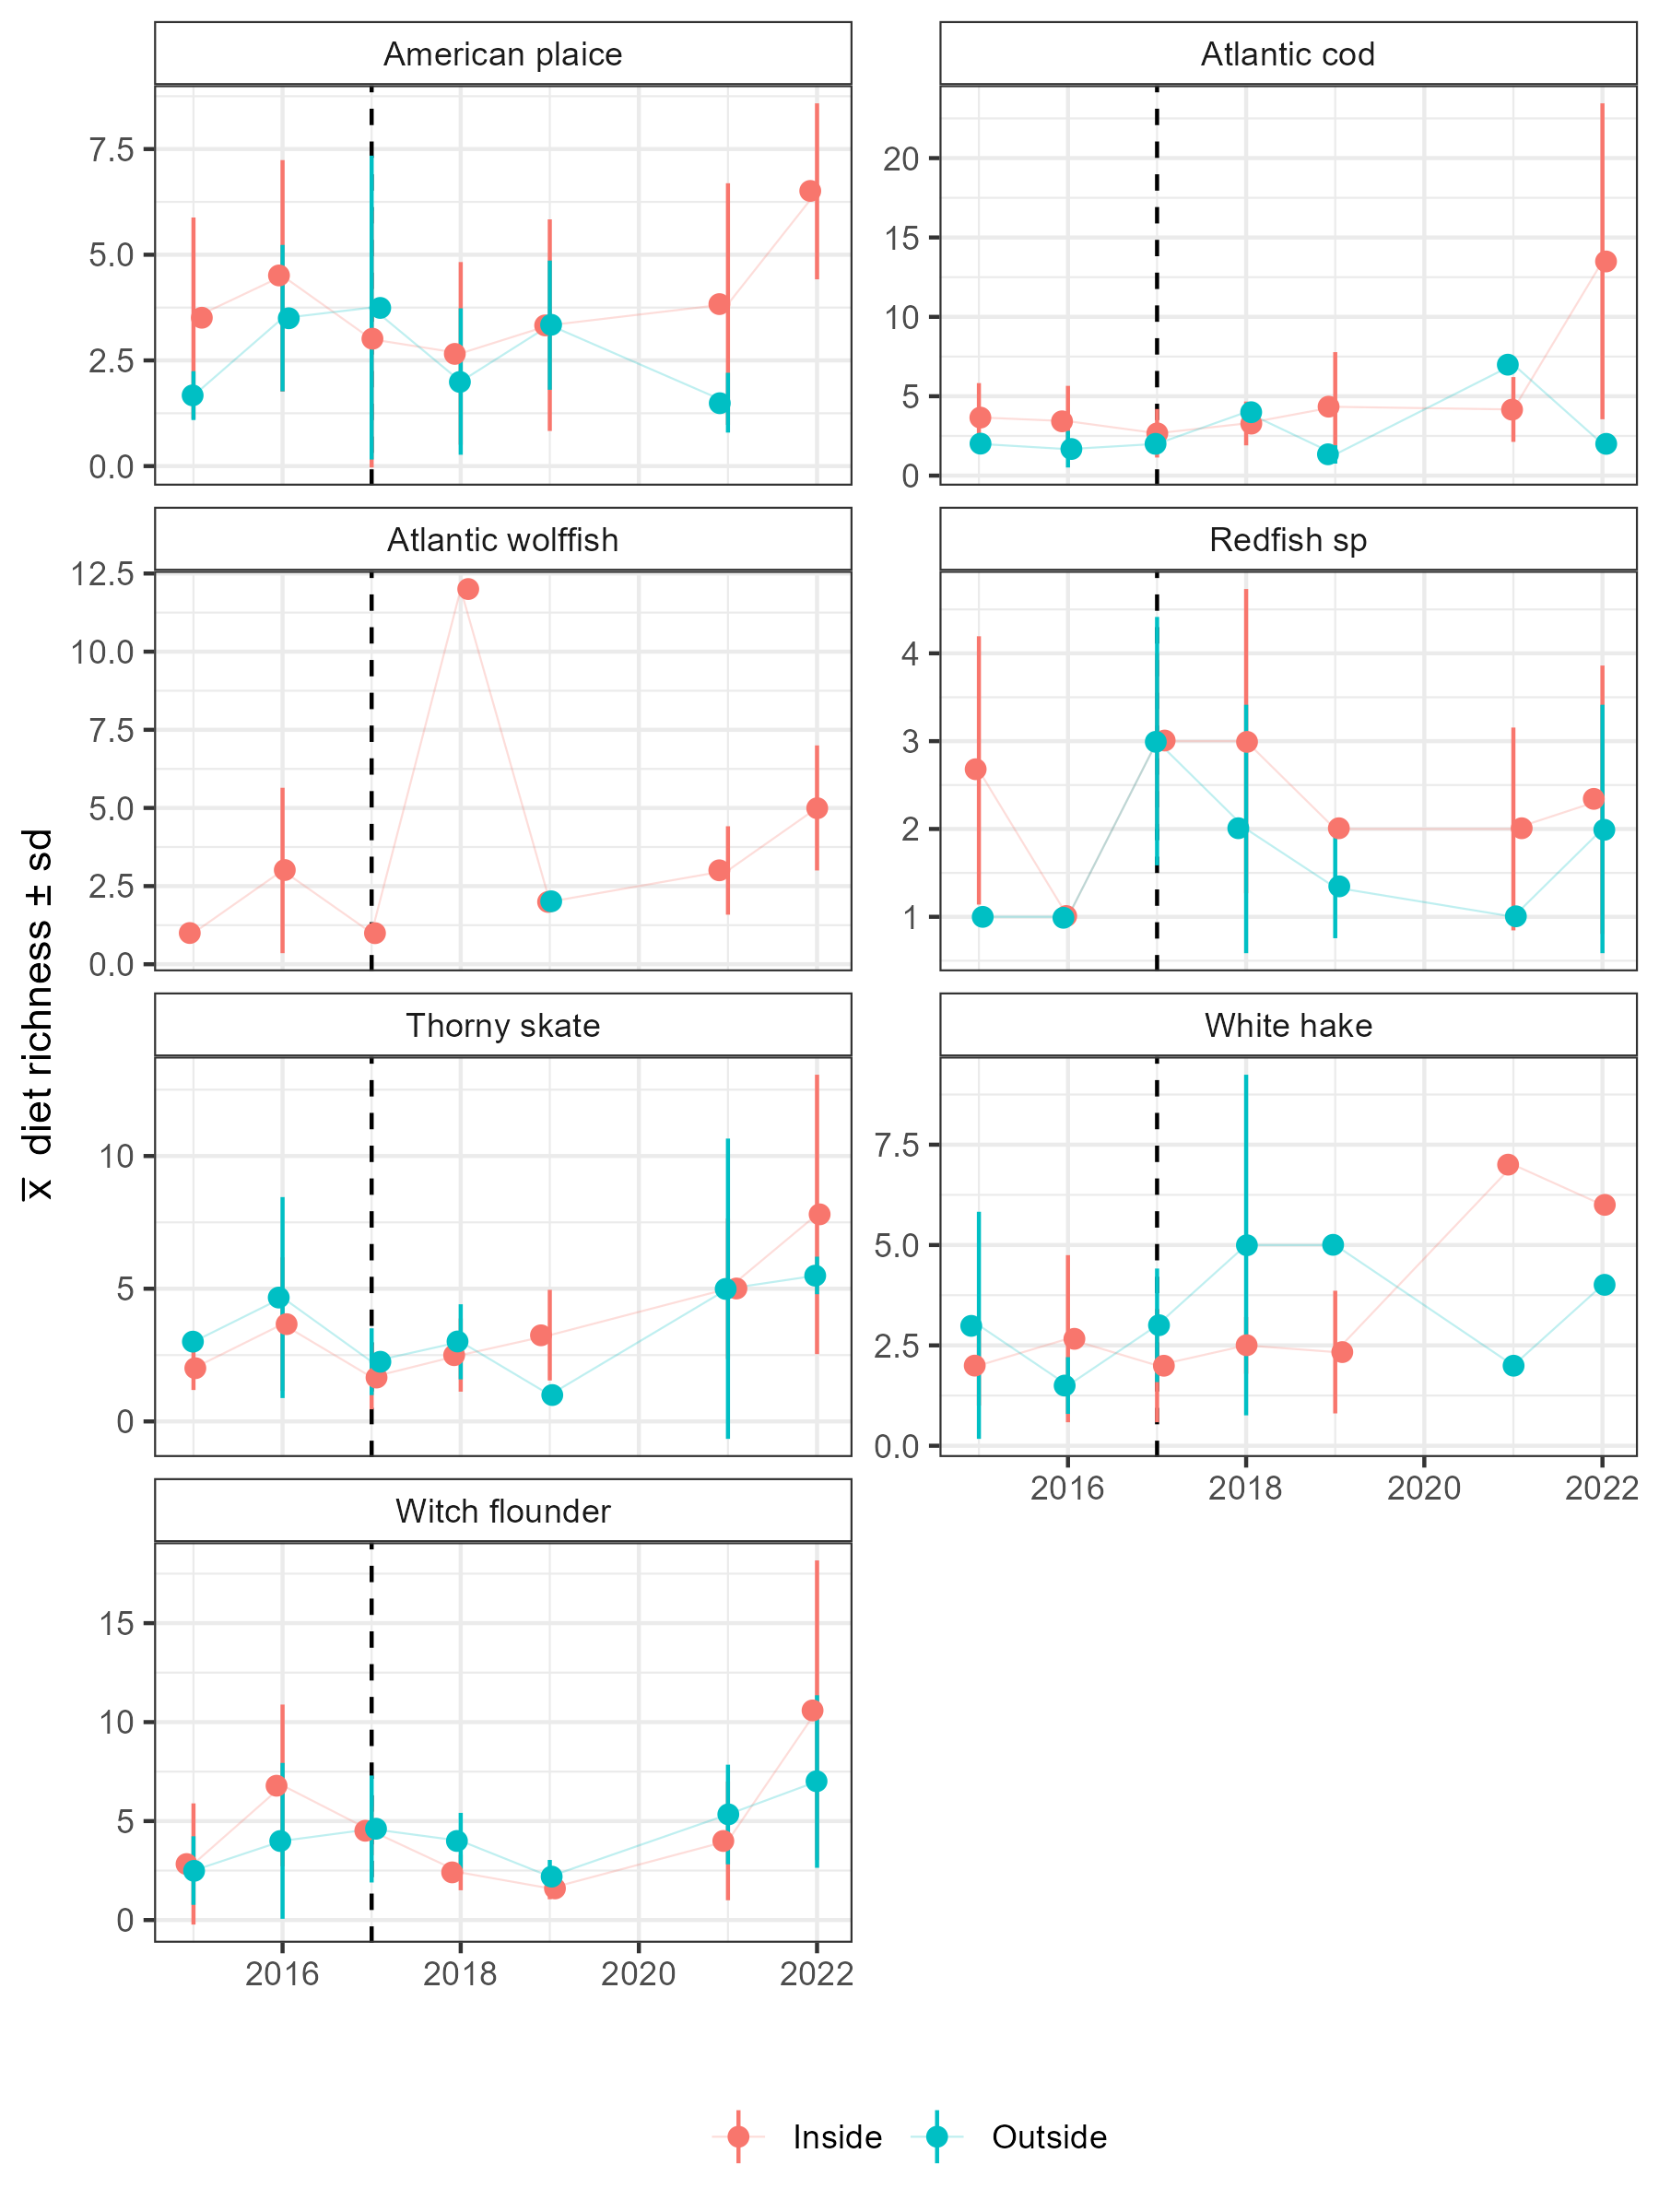 American plaice
Atlantic cod
7.5
5.0
2.5
0.0
20
15
10
5
0
Atlantic wolffish
Redfish sp
12.5
10.0
7.5
5.0
2.5
0.0
4
3
2
1
x̅ diet richness ± sd
Thorny skate
White hake
10
5
0
7.5
5.0
2.5
0.0
2016 2018 2020 2022
Witch flounder
15
10
5
0
2016 2018 2020 2022
Inside Outside